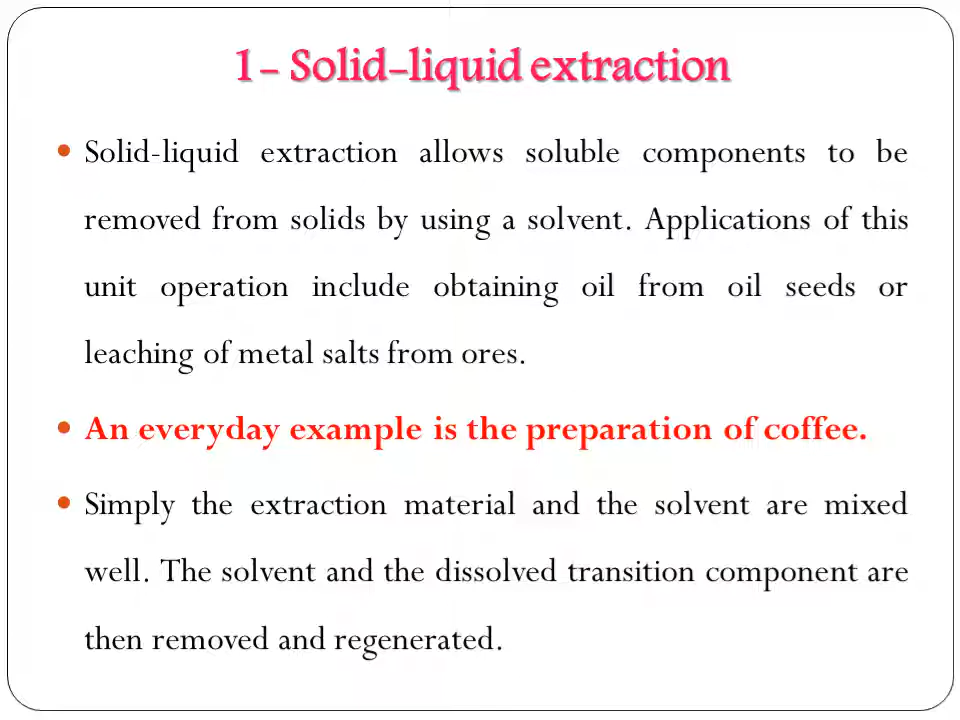 1- Solid-liquid extraction
• Solid-liquid extraction allows soluble components to be
removed from solids by using a solvent. Applications of this
unit operation include obtaining oil from oil seeds or
leaching of metal salts from ores.
• An everyday example is the preparation of coffee.
• Simply the extraction material and the solvent are mixed
well. The solvent and the dissolved transition component are
then removed and regenerated.